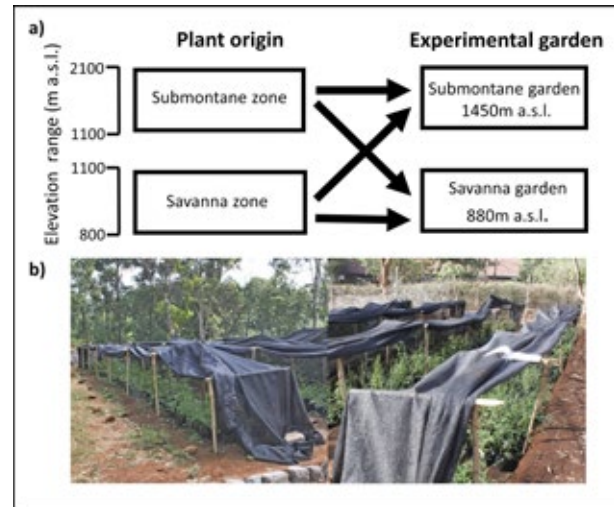 a)
Plant origin
Experimental garden
Elevation range (m a.s.l.)
2100
1100
1100
800
Submontane zone
Savanna zone
Submontane garden
1450m a.s.l.
Savanna garden
880m a.s.l.
b)